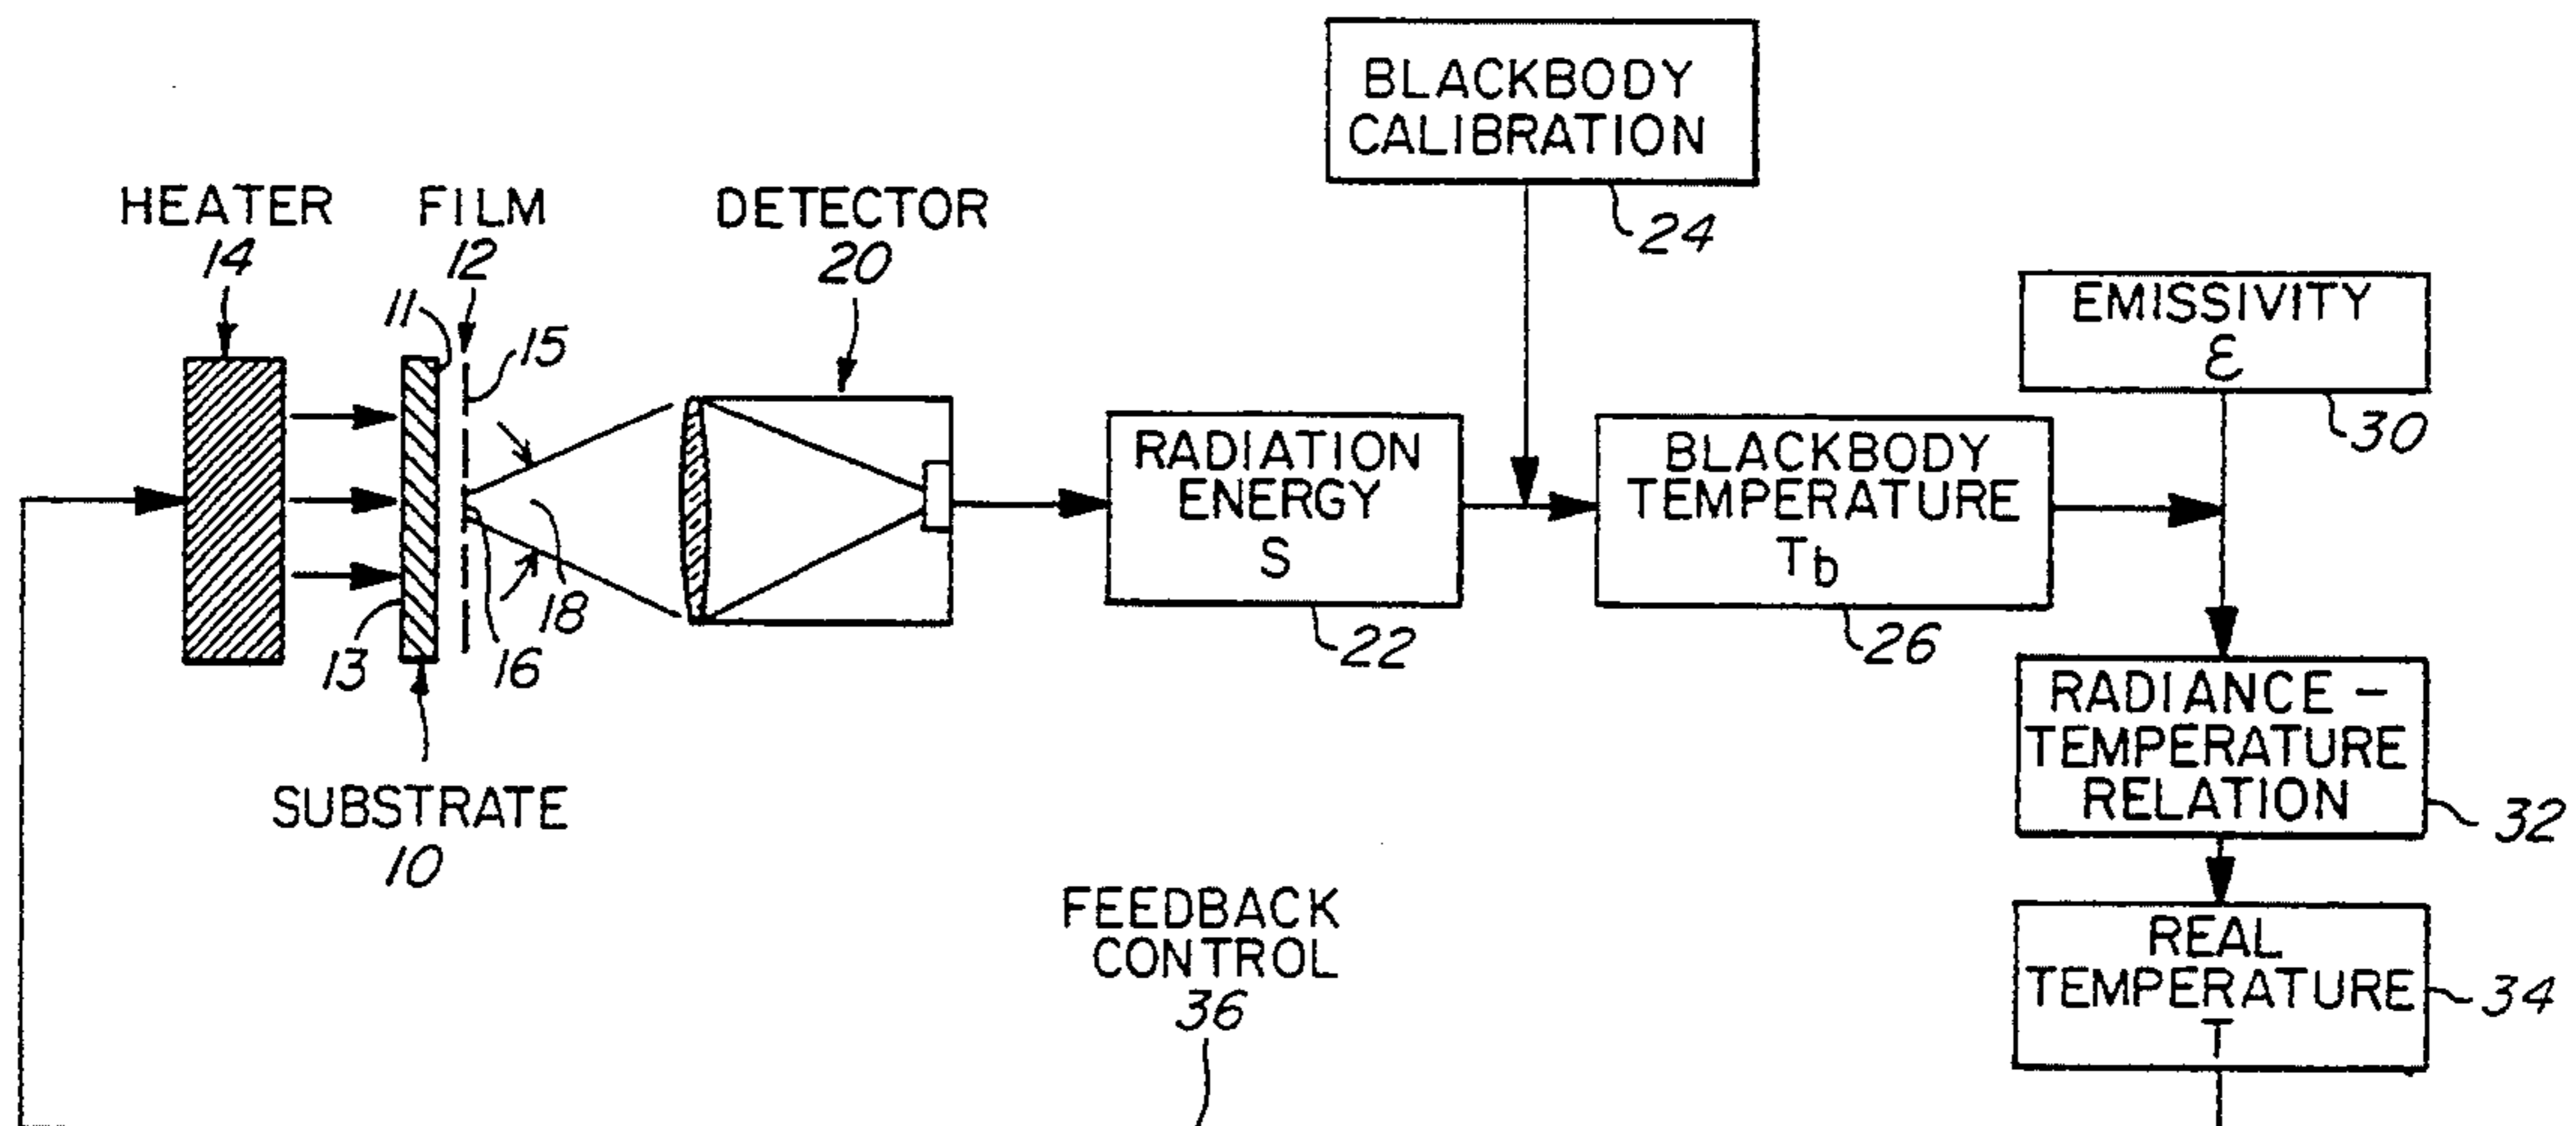 BLACKBODY
CALIBRATION
24
HEATER
14
FILM
12
DETECTOR
20
11
15
EMISSIVITY
ε
30
RADIATION
ENERGY
S
22
BLACKBODY
TEMPERATURE
Tb
26
13
16
18
SUBSTRATE
10
RADIANCE –
TEMPERATURE
RELATION
32
FEEDBACK
CONTROL
36
REAL
TEMPERATURE
T
34